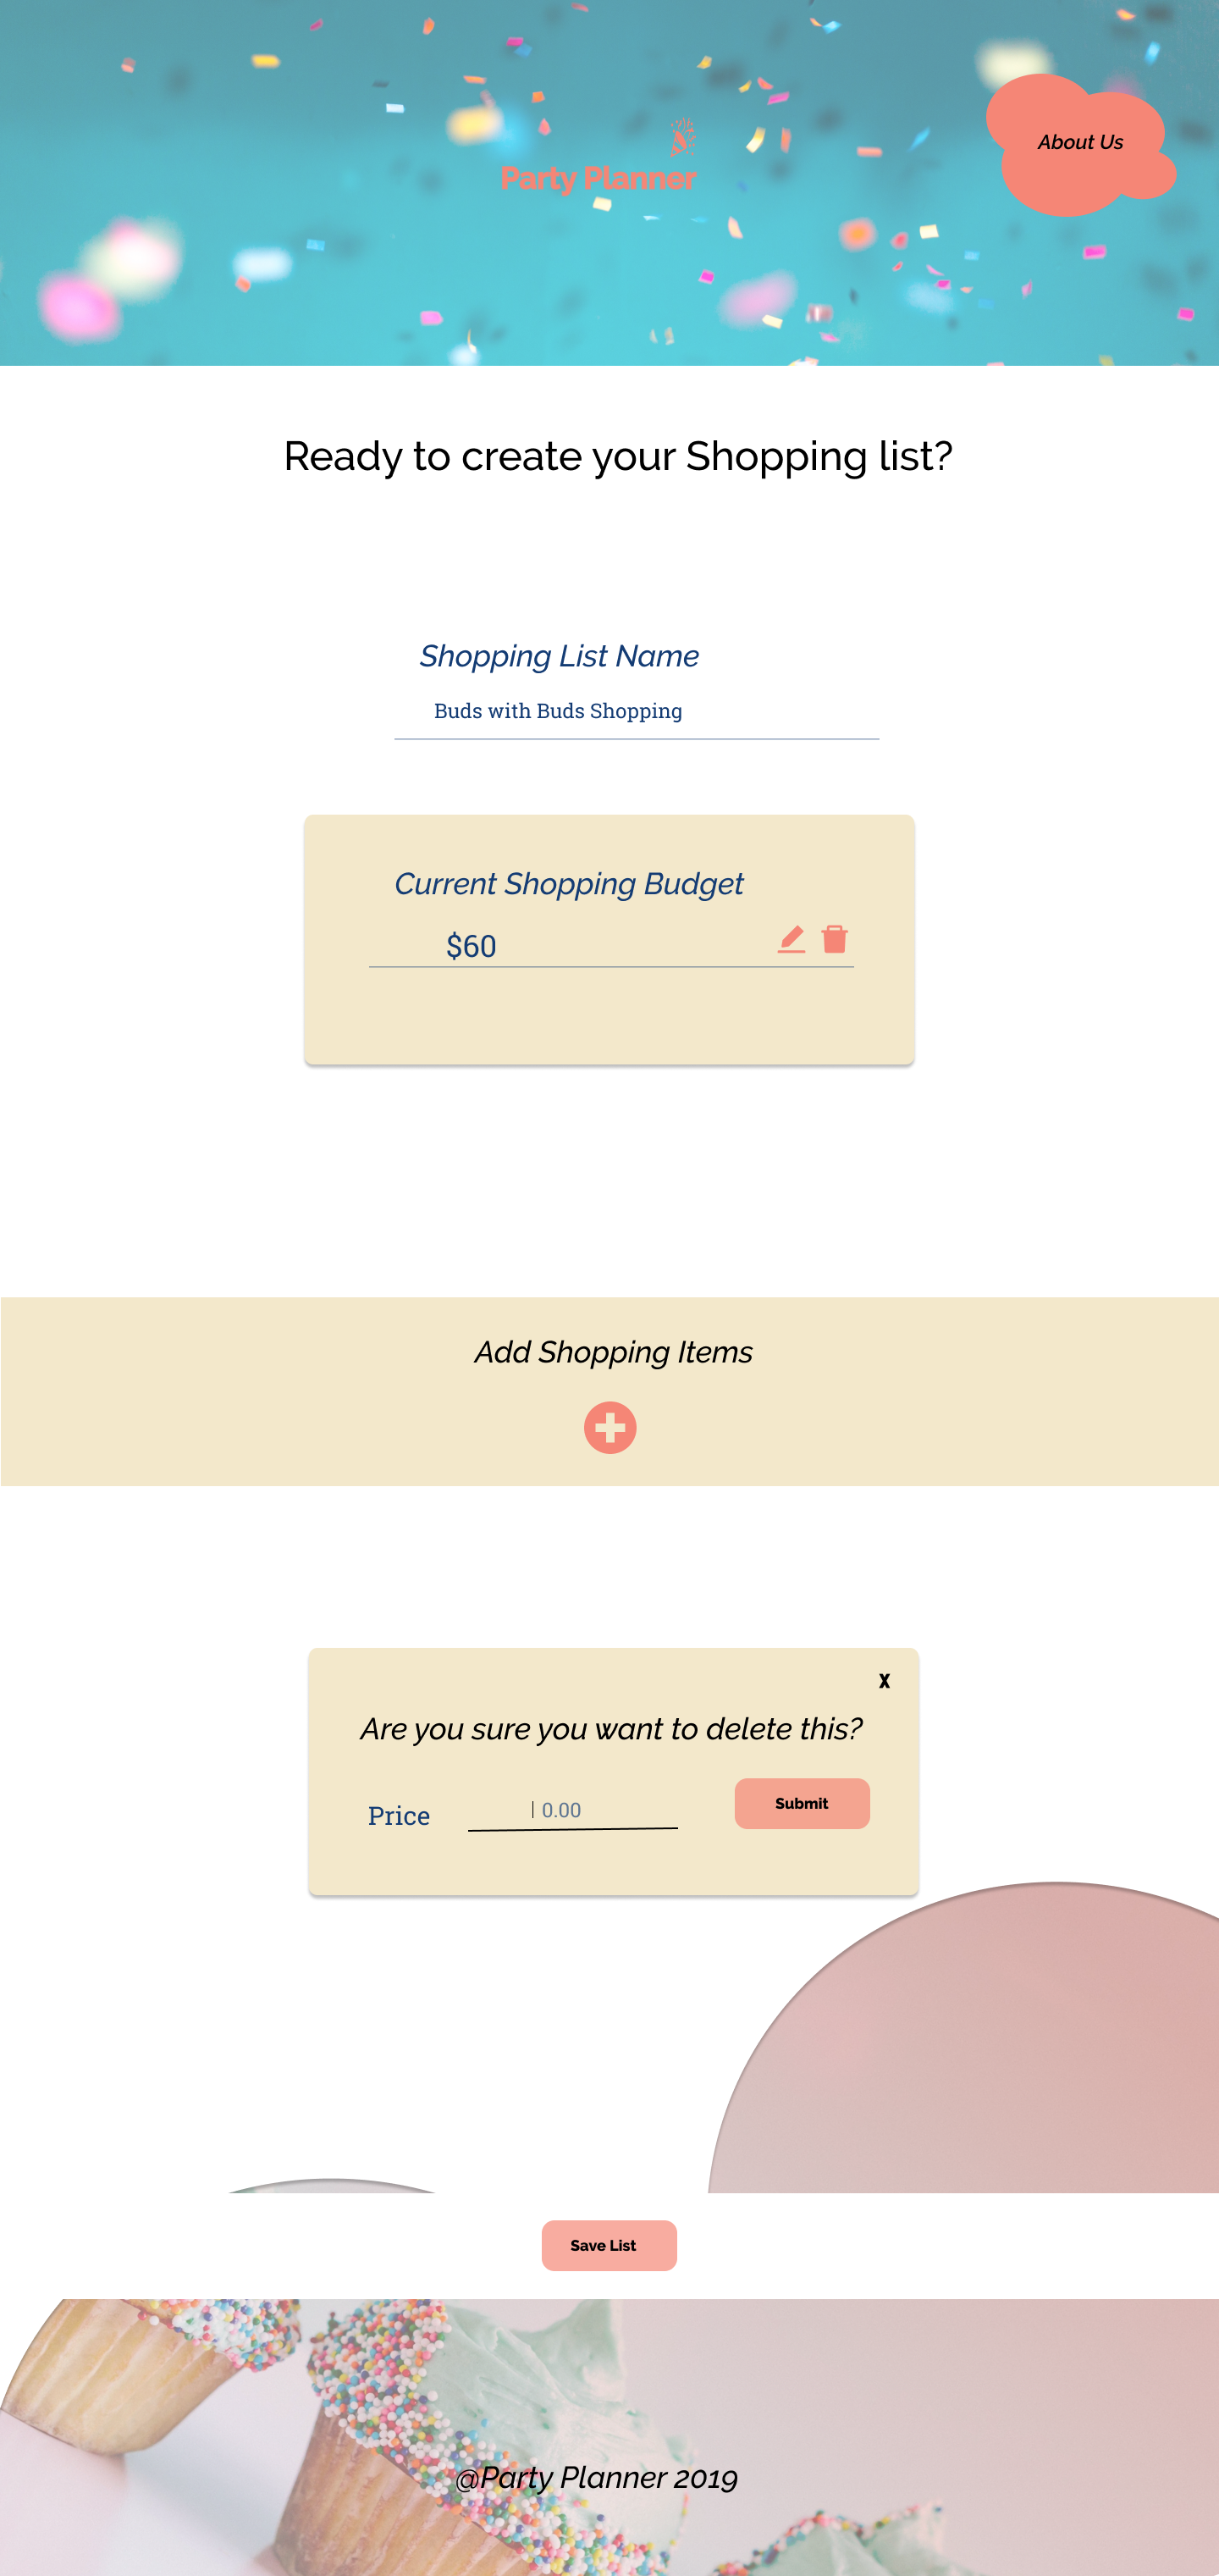 About Us
Party Planner
Ready to create your Shopping list?
Shopping List Name
Buds with Buds Shopping
Current Shopping Budget
$60
Add Shopping Items
X
Are you sure you want to delete this?
Price
0.00
Submit
Save List
@Party Planner 2019